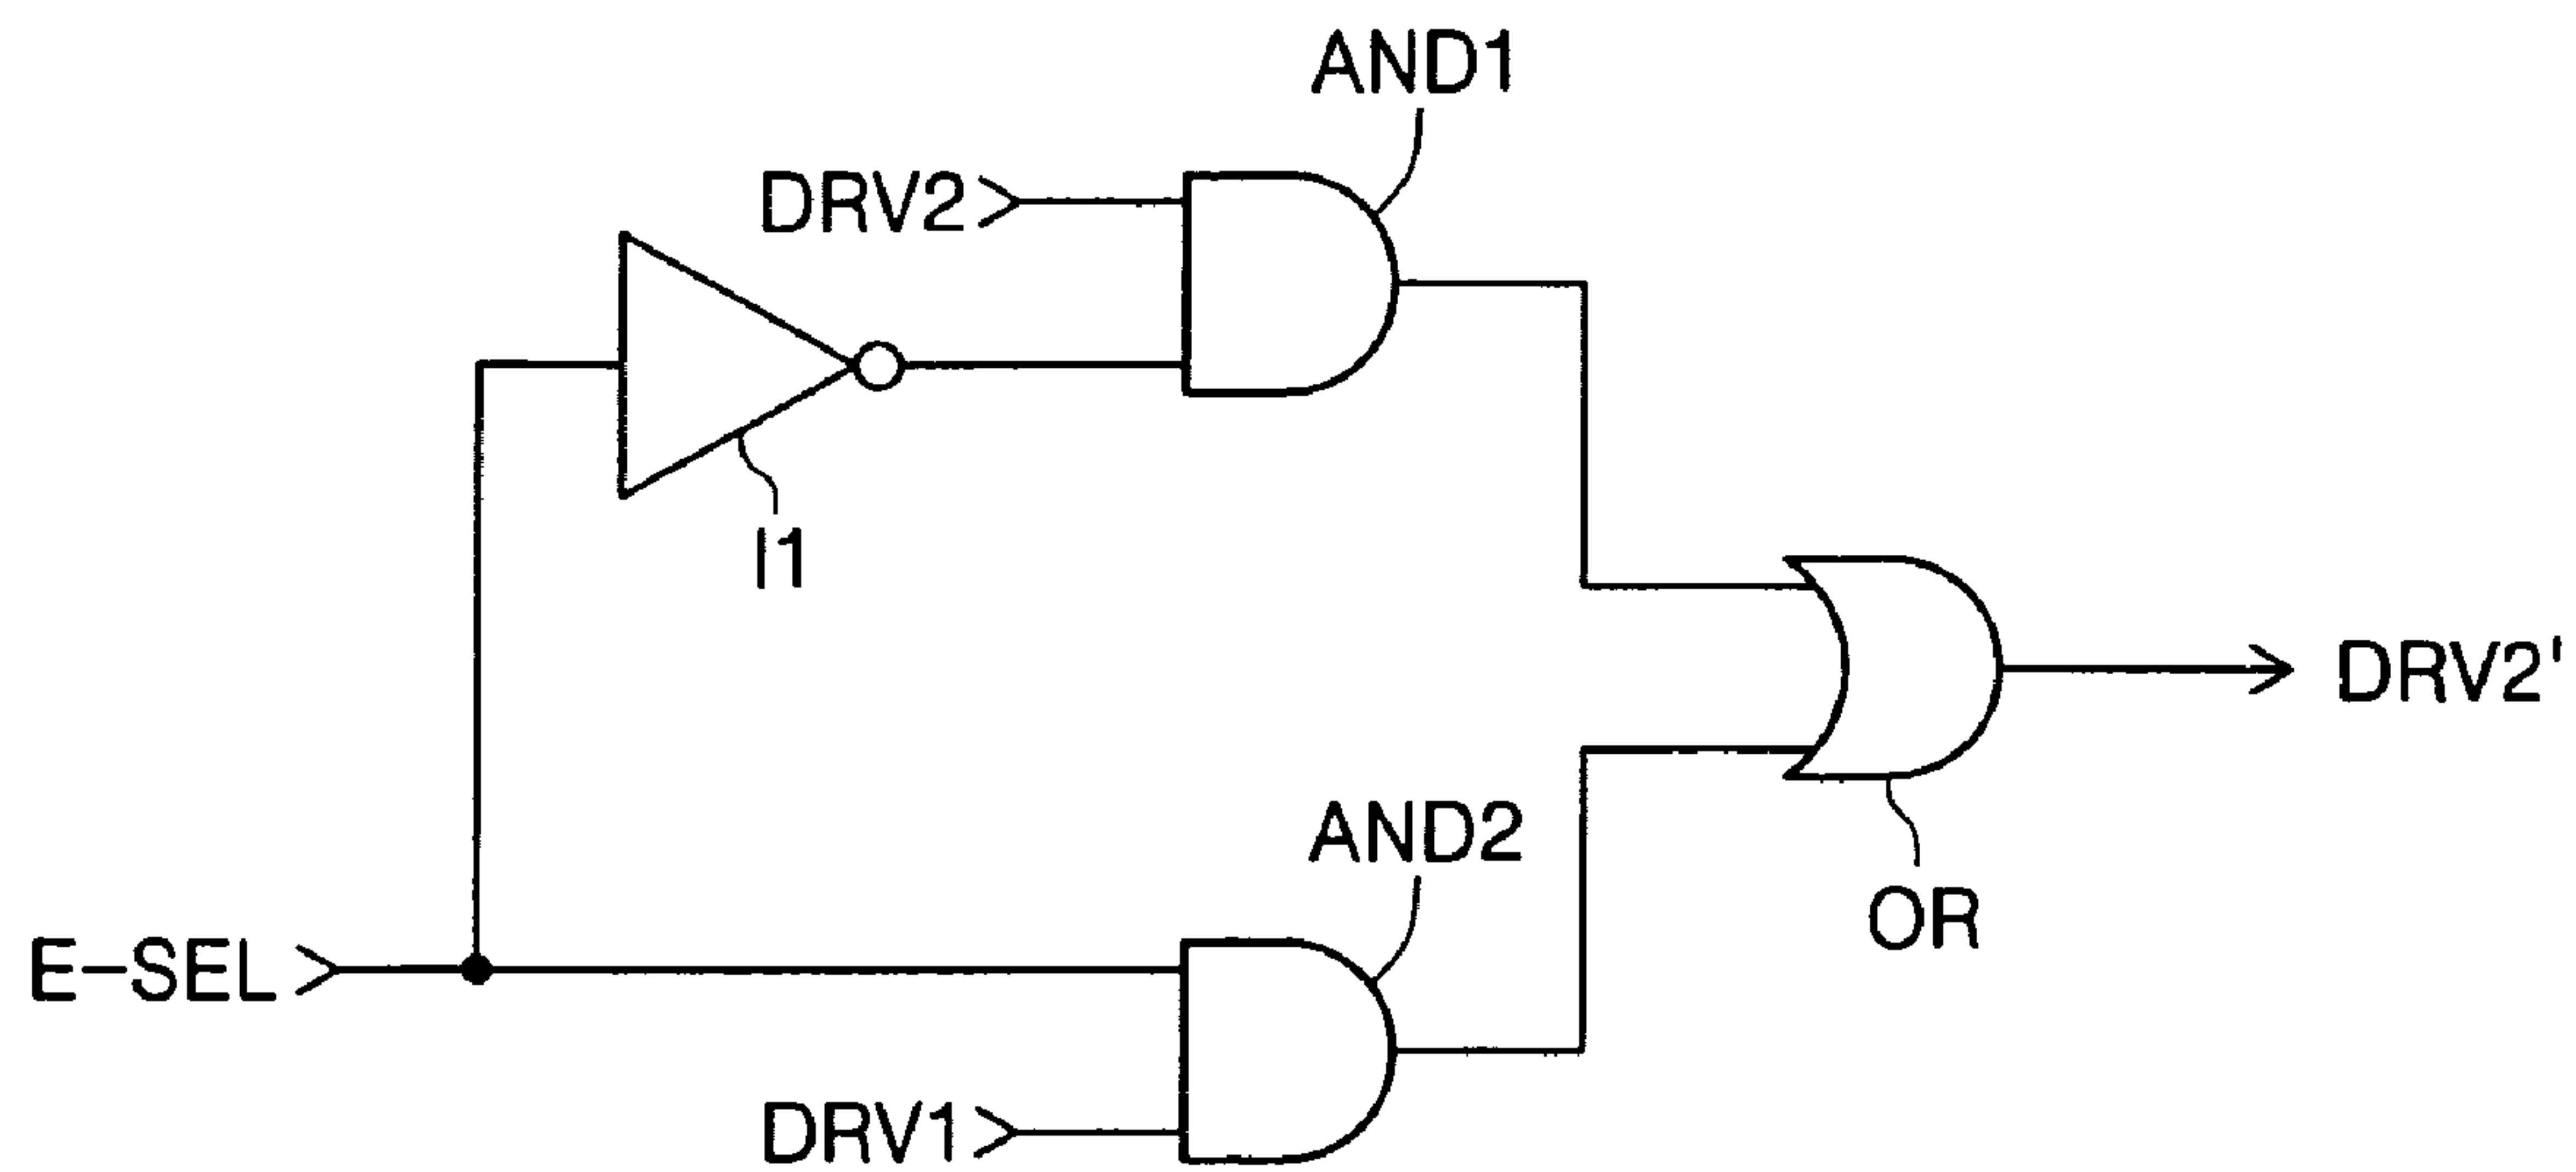 AND1
DRV2
I1
DRV2'
AND2
OR
E-SEL
DRV1